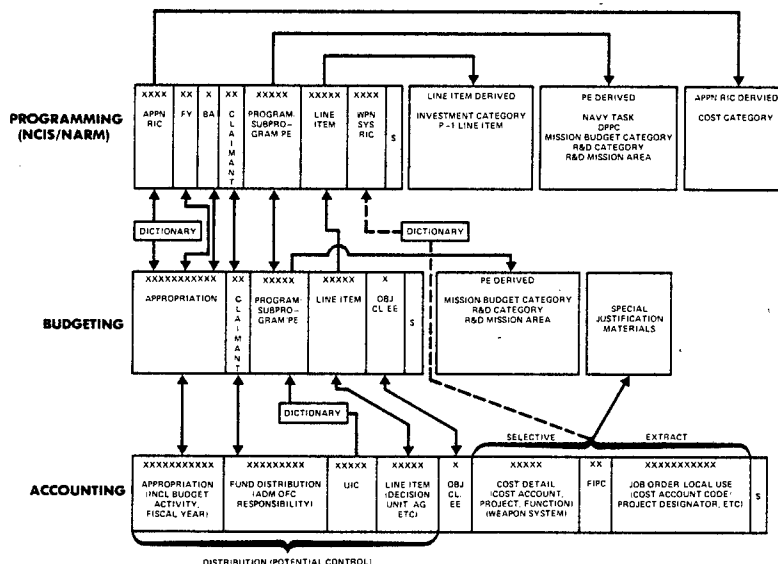 PROGRAMMING
(NCIS/NARM)
XXXX XX X XX XXXXX XXXXX XXXX
APPN
RIC
FY
BA
C
L
A
I
M
A
N
T
PROGRAM-
SUBPRO-
GRAM PE
LINE
ITEM
WPN
SYS
RIC
S
LINE ITEM DERIVED
INVESTMENT CATEGORY
P-1 LINE ITEM
PE DERIVED
NAVY TASK
DPPC
MISSION BUDGET CATEGORY
R&D CATEGORY
R&D MISSION AREA
APPN RIC DERVIED
COST CATEGORY
DICTIONARY
DICTIONARY
BUDGETING
XXXXXXXXXXX XX XXXXX XXXXX X
APPROPRIATION
C
L
A
I
M
A
N
T
PROGRAM-
SUBPRO-
GRAM/PE
LINE ITEM
OBJ
CL EE
S
PE DERIVED
MISSION BUDGET CATEGORY
R&D CATEGORY
R&D MISSION AREA
SPECIAL
JUSTIFICATION
MATERIALS
DICTIONARY
SELECTIVE EXTRACT
ACCOUNTING
XXXXXXXXXXX XXXXXXXXX XXXXX XXXXX X XXXXX XX XXXXXXXXXXX
APPROPRIATION
(INCL BUDGET
ACTIVITY,
FISCAL YEAR)
FUND DISTRIBUTION
(ADM OFC
RESPONSIBILITY)
UIC
LINE ITEM
(DECISION
UNIT, AG
ETC)
OBJ
CL.
EE
COST DETAIL
(COST ACCOUNT,
PROJECT, FUNCTION)
(WEAPON SYSTEM)
FIPC
JOB ORDER LOCAL USE
(COST ACCOUNT CODE/
PROJECT DESIGNATOR, ETC)
S
DISTRIBUTION (POTENTIAL CONTROL)